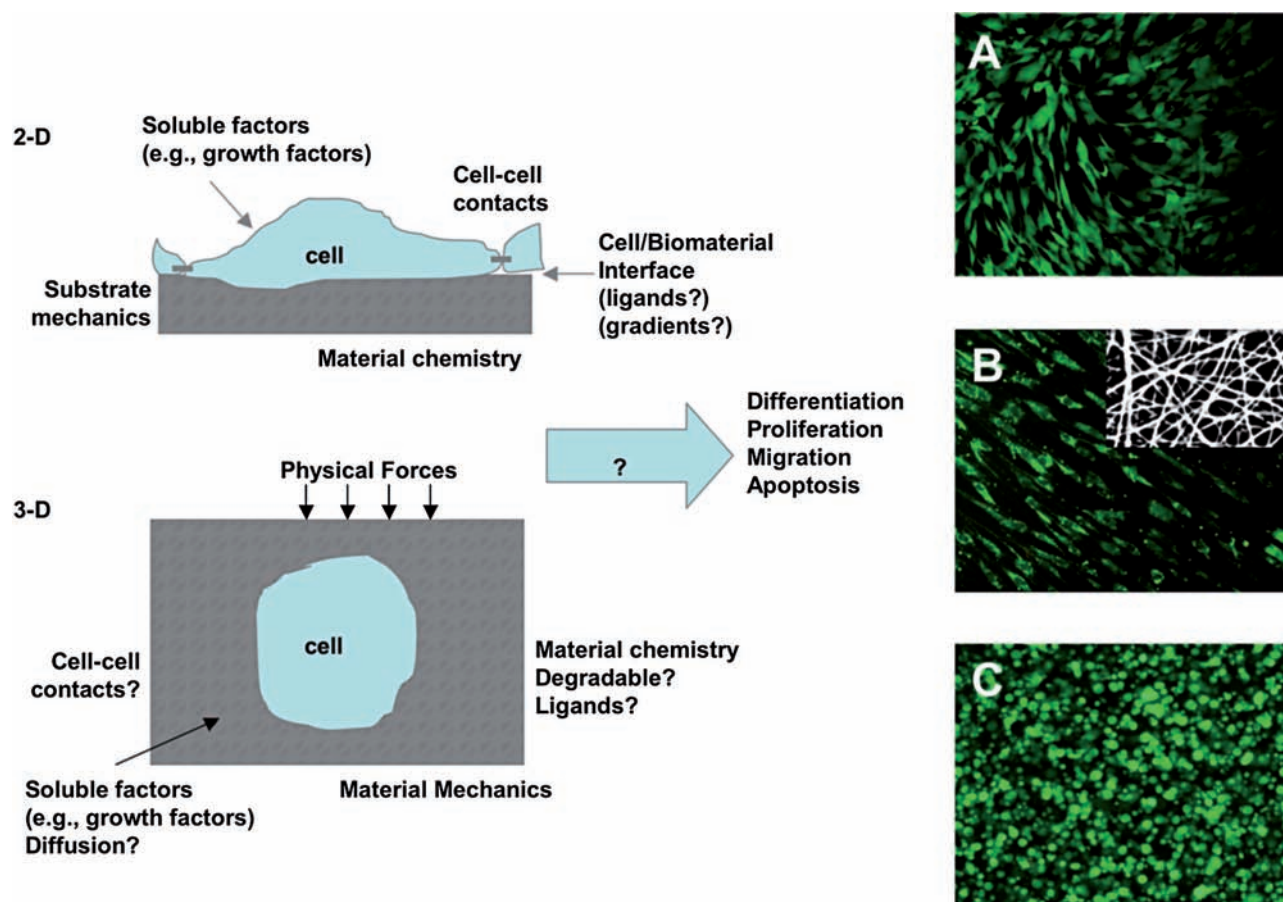 2-D
Soluble factors
(e.g., growth factors)
Cell-cell
contacts
cell
Cell/Biomaterial
Interface
(ligands?)
(gradients?)
Substrate
mechanics
Material chemistry
?
Differentiation
Proliferation
Migration
Apoptosis
3-D
Physical Forces
cell
Cell-cell
contacts?
Material chemistry
Degradable?
Ligands?
Soluble factors
(e.g., growth factors)
Diffusion?
Material Mechanics
A
B
C